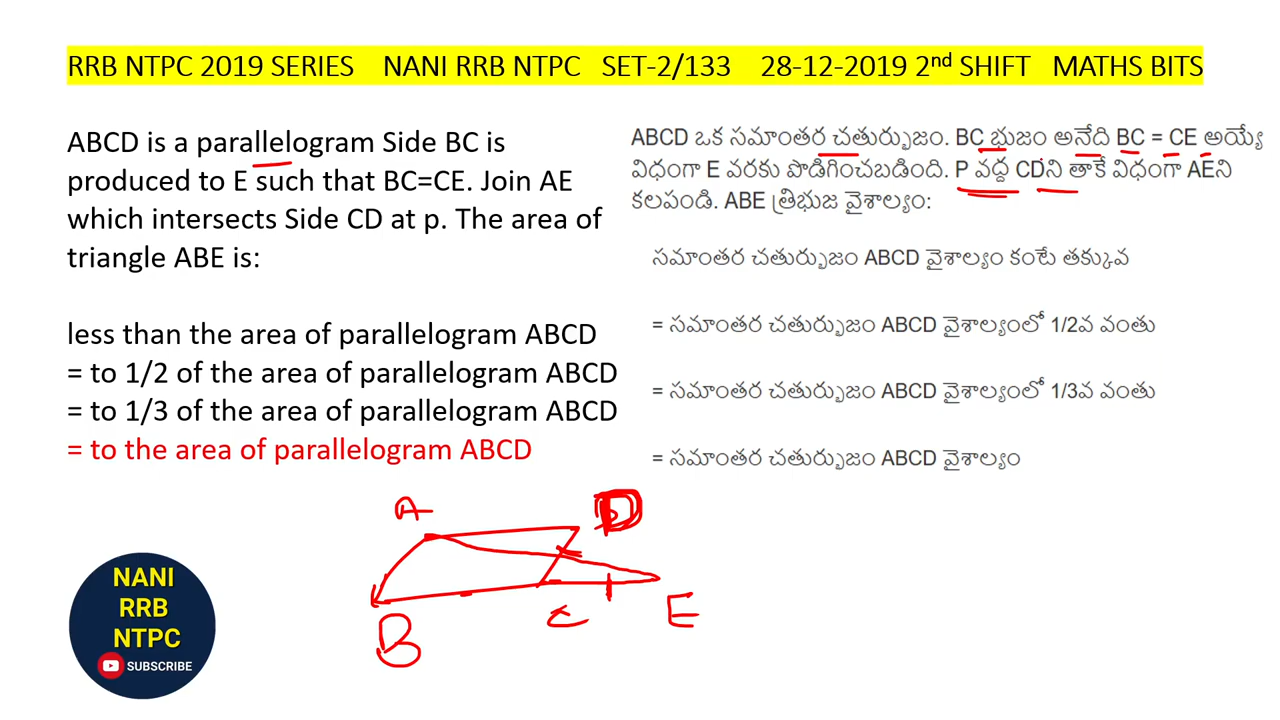 RRB NTPC 2019 SERIES NANI RRB NTPC SET-2/133 28-12-2019 2nd SHIFT MATHS BITS
ABCD is a parallelogram Side BC is
produced to E such that BC=CE. Join AE
which intersects Side CD at p. The area of
triangle ABE is:
less than the area of parallelogram ABCD
= to 1/2 of the area of parallelogram ABCD
= to 1/3 of the area of parallelogram ABCD
= to the area of parallelogram ABCD
ABCD ఒక సమాంతర చతుర్భుజం. BC భుజం అనేది BC = CE అయ్యే
విధంగా E వరకు పొడిగించబడింది. P వద్ద CDని తాకే విధంగా AEని
కలపండి. ABE త్రిభుజ వైశాల్యం:
సమాంతర చతుర్భుజం ABCD వైశాల్యం కంటే తక్కువ
= సమాంతర చతుర్భుజం ABCD వైశాల్యంలో 1/2వ వంతు
= సమాంతర చతుర్భుజం ABCD వైశాల్యంలో 1/3వ వంతు
= సమాంతర చతుర్భుజం ABCD వైశాల్యం
A D
B C E
NANI
RRB
NTPC
SUBSCRIBE